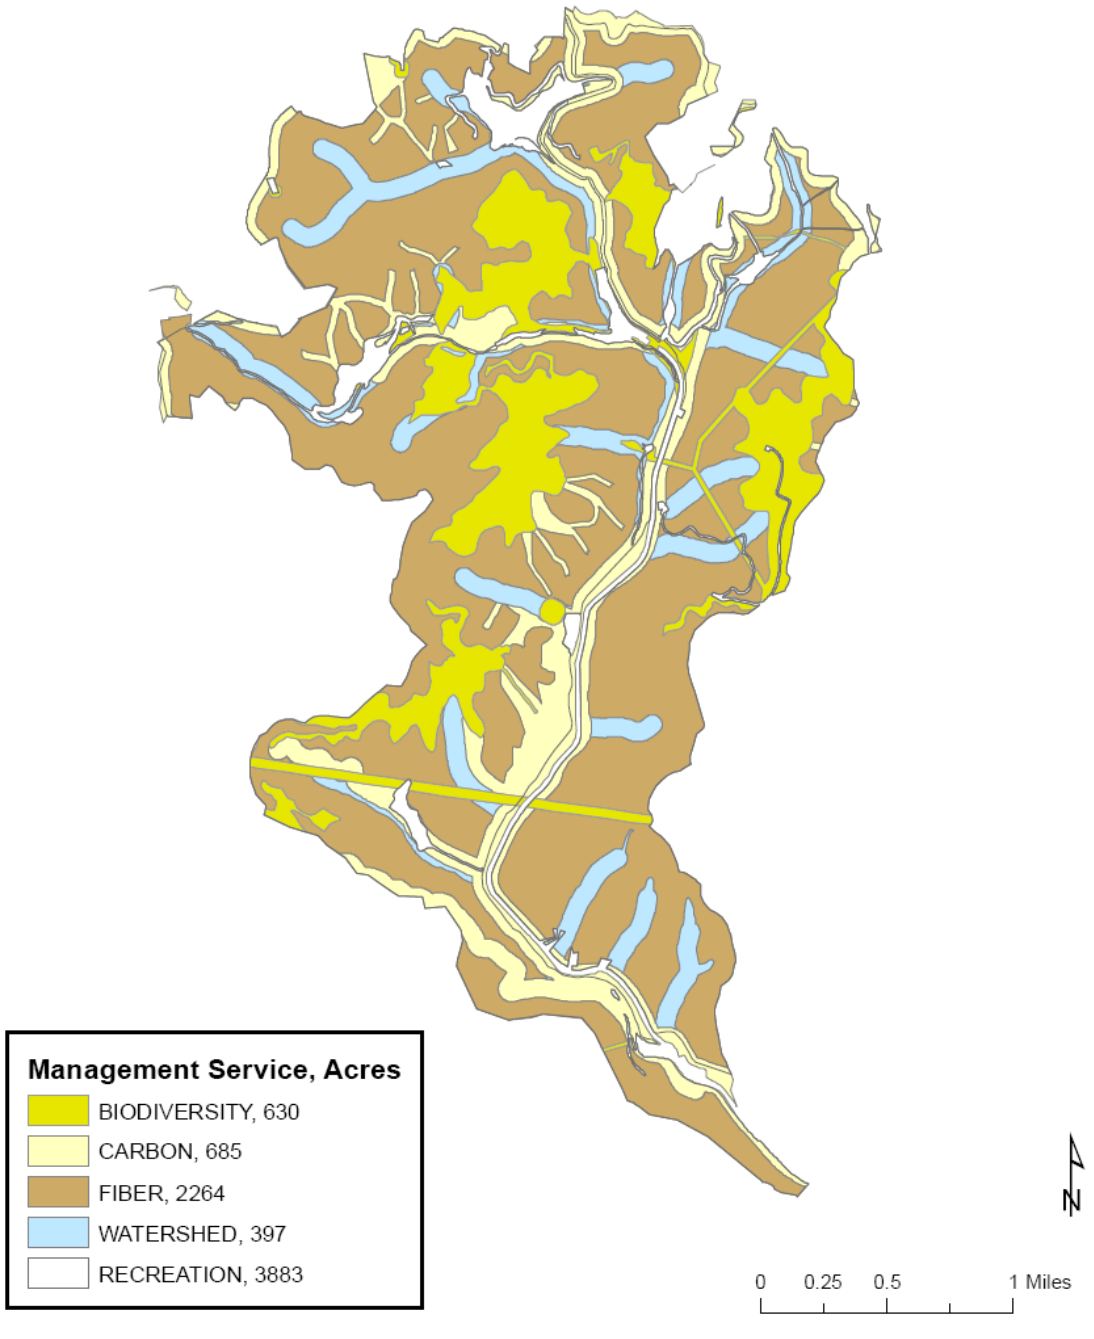 Management Service, Acres
BIODIVERSITY, 630
CARBON, 685
FIBER, 2264
WATERSHED, 397
RECREATION, 3883
N
0 0.25 0.5 1 Miles